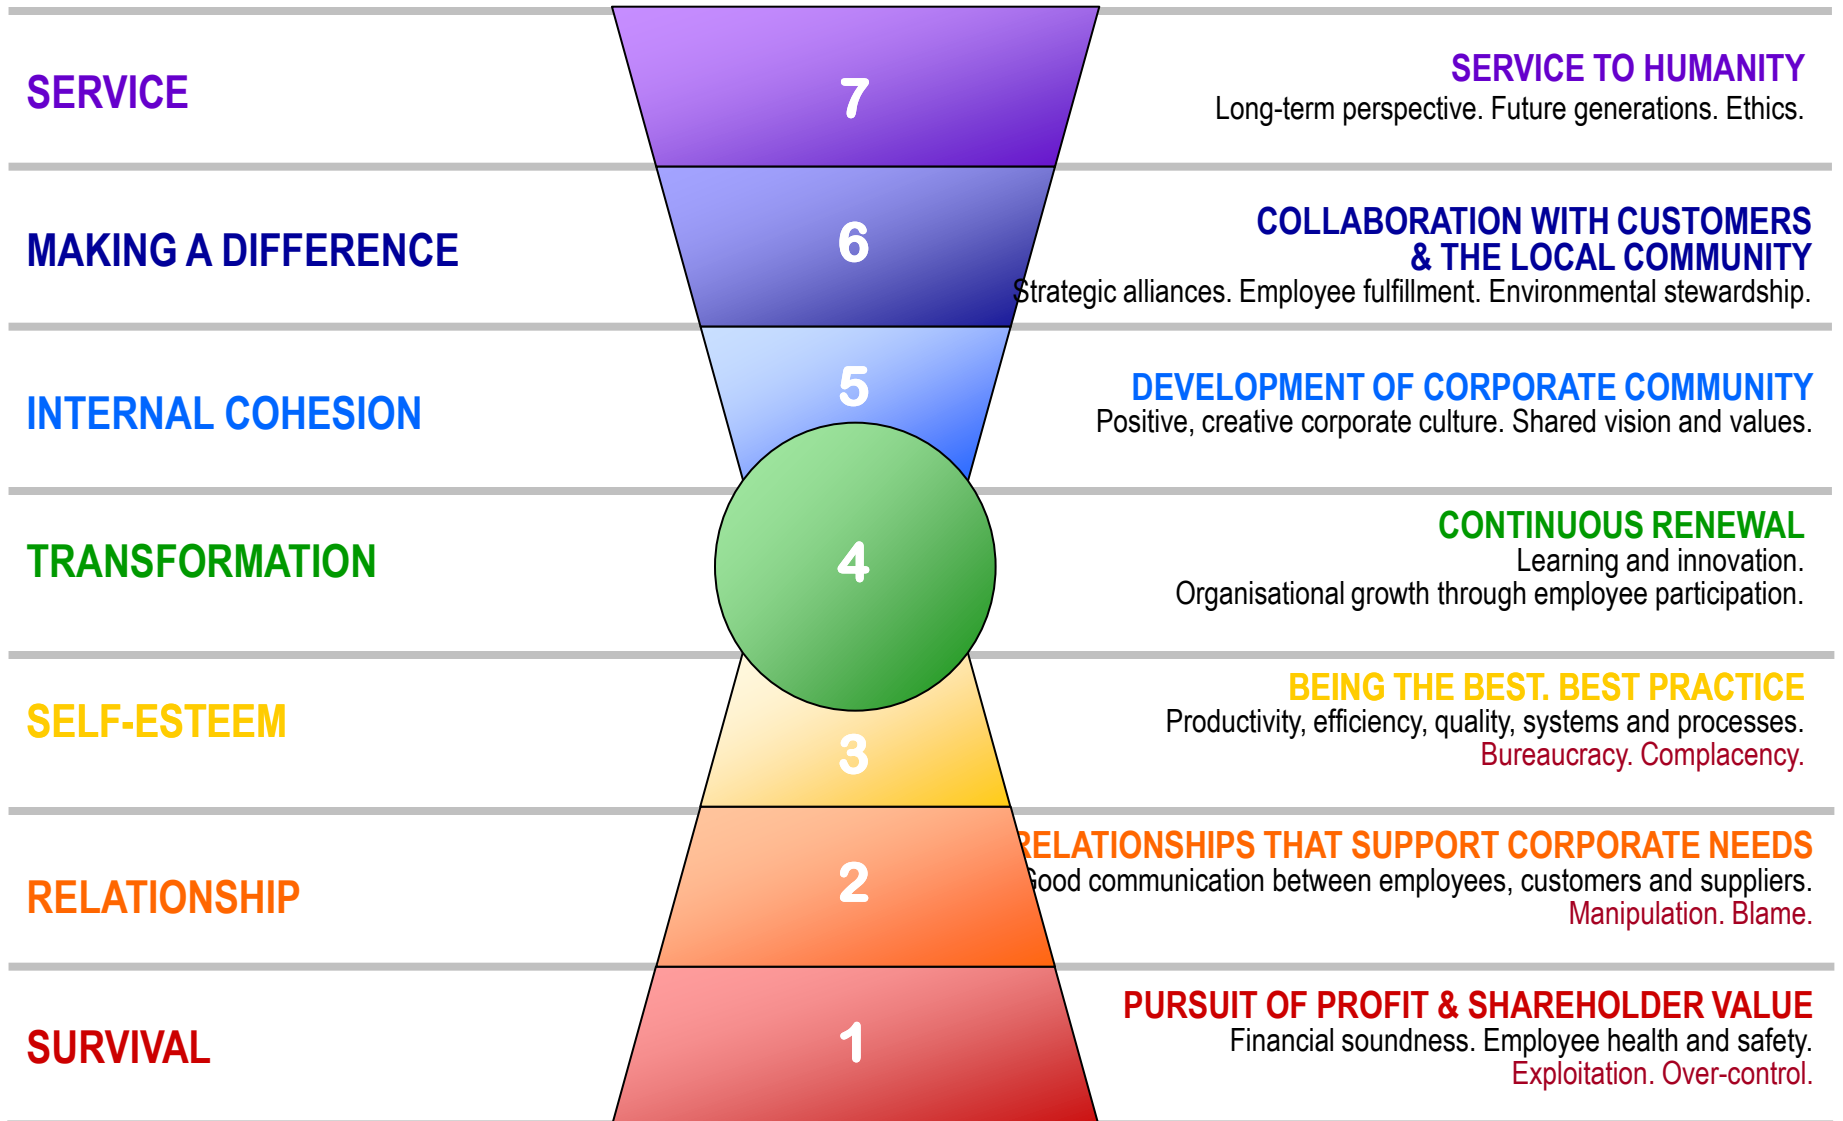 SERVICE
7
SERVICE TO HUMANITY
Long-term perspective. Future generations. Ethics.
MAKING A DIFFERENCE
6
COLLABORATION WITH CUSTOMERS
& THE LOCAL COMMUNITY
Strategic alliances. Employee fulfillment. Environmental stewardship.
INTERNAL COHESION
5
DEVELOPMENT OF CORPORATE COMMUNITY
Positive, creative corporate culture. Shared vision and values.
TRANSFORMATION
4
CONTINUOUS RENEWAL
Learning and innovation.
Organisational growth through employee participation.
SELF-ESTEEM
3
BEING THE BEST. BEST PRACTICE
Productivity, efficiency, quality, systems and processes.
Bureaucracy. Complacency.
RELATIONSHIP
2
RELATIONSHIPS THAT SUPPORT CORPORATE NEEDS
Good communication between employees, customers and suppliers.
Manipulation. Blame.
SURVIVAL
1
PURSUIT OF PROFIT & SHAREHOLDER VALUE
Financial soundness. Employee health and safety.
Exploitation. Over-control.